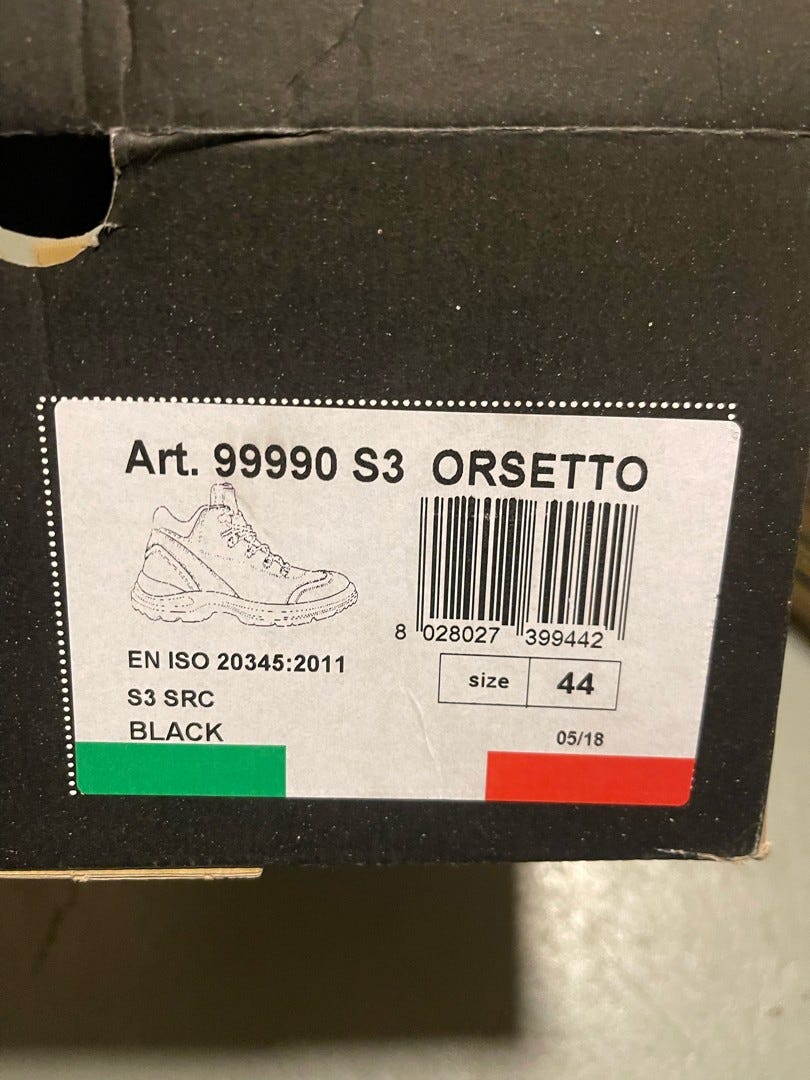 Art. 99990 S3 ORSETTO
8 028027 399442
EN ISO 20345:2011
S3 SRC
BLACK
size 44
05/18